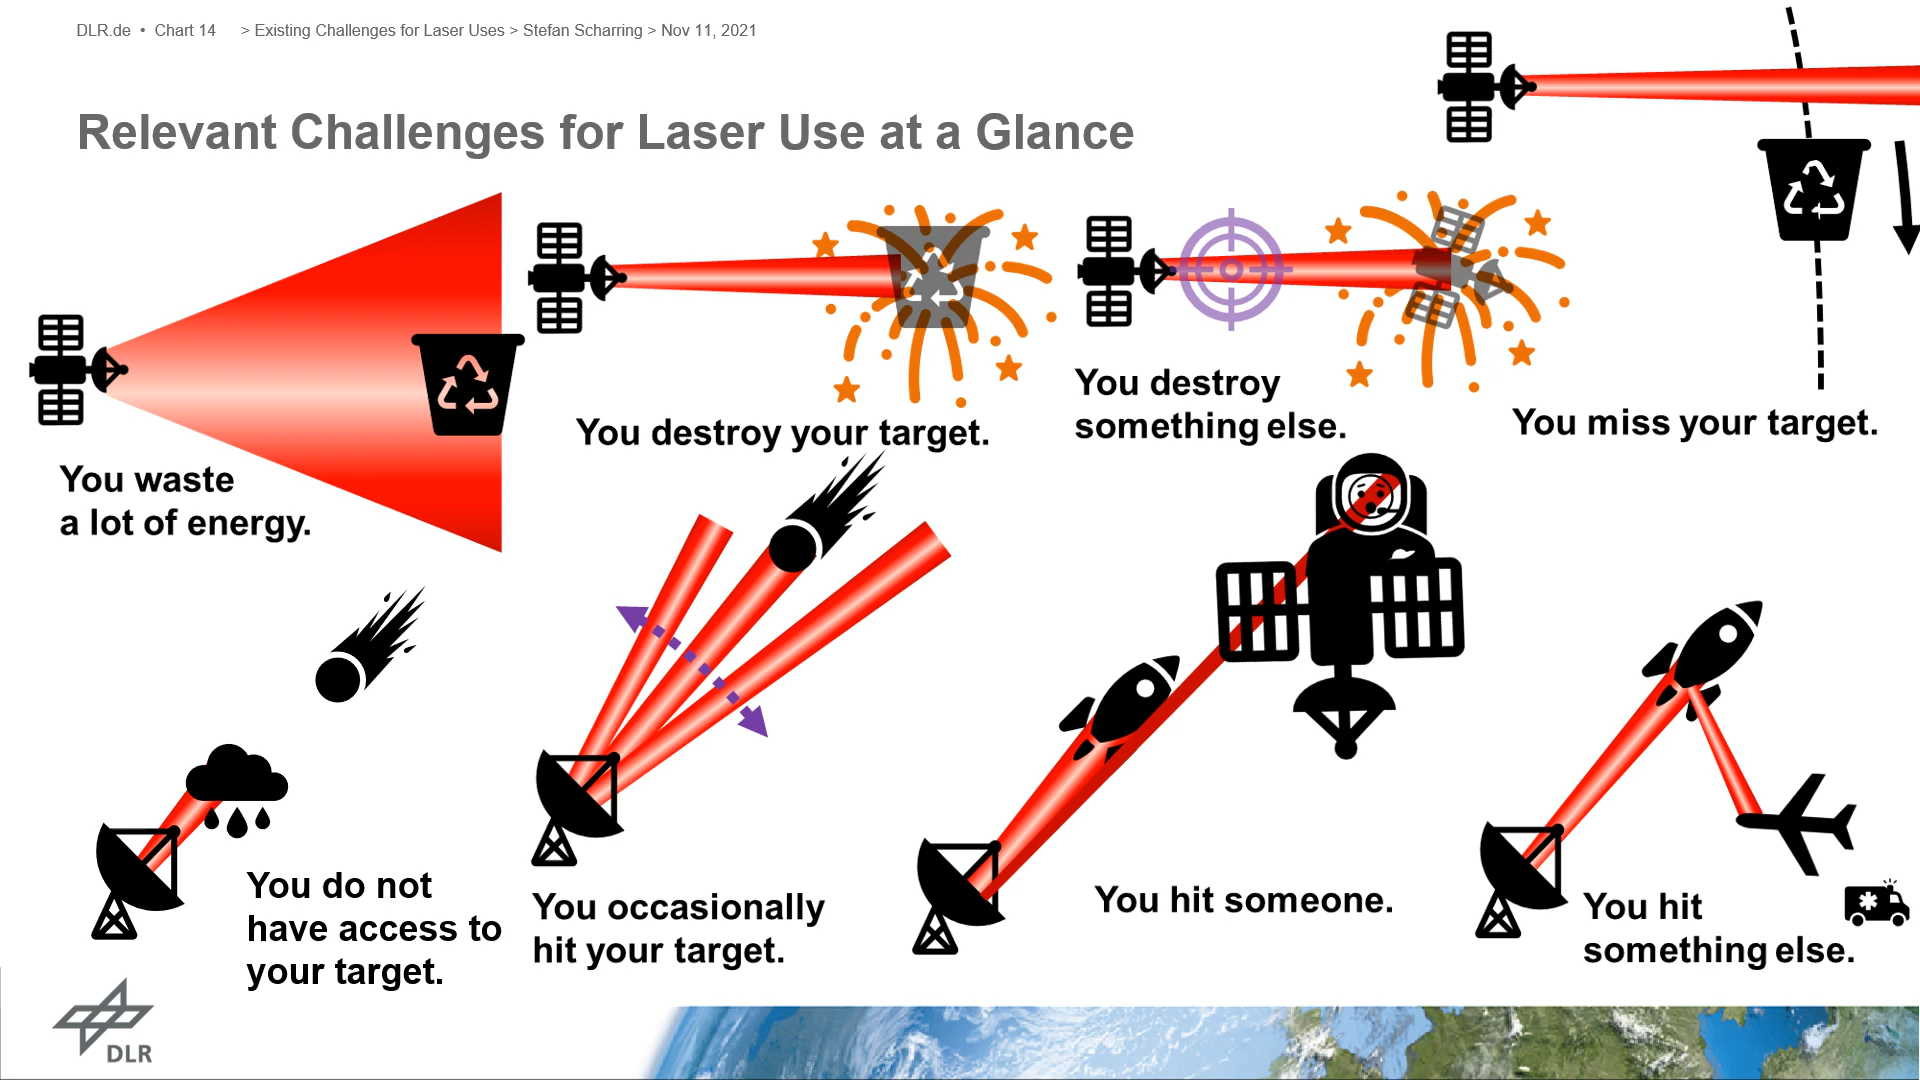 DLR.de • Chart 14 > Existing Challenges for Laser Uses > Stefan Scharring > Nov 11, 2021
Relevant Challenges for Laser Use at a Glance
You waste
a lot of energy.
You destroy your target.
You destroy
something else.
You miss your target.
You do not
have access to
your target.
You occasionally
hit your target.
You hit someone.
You hit
something else.
DLR